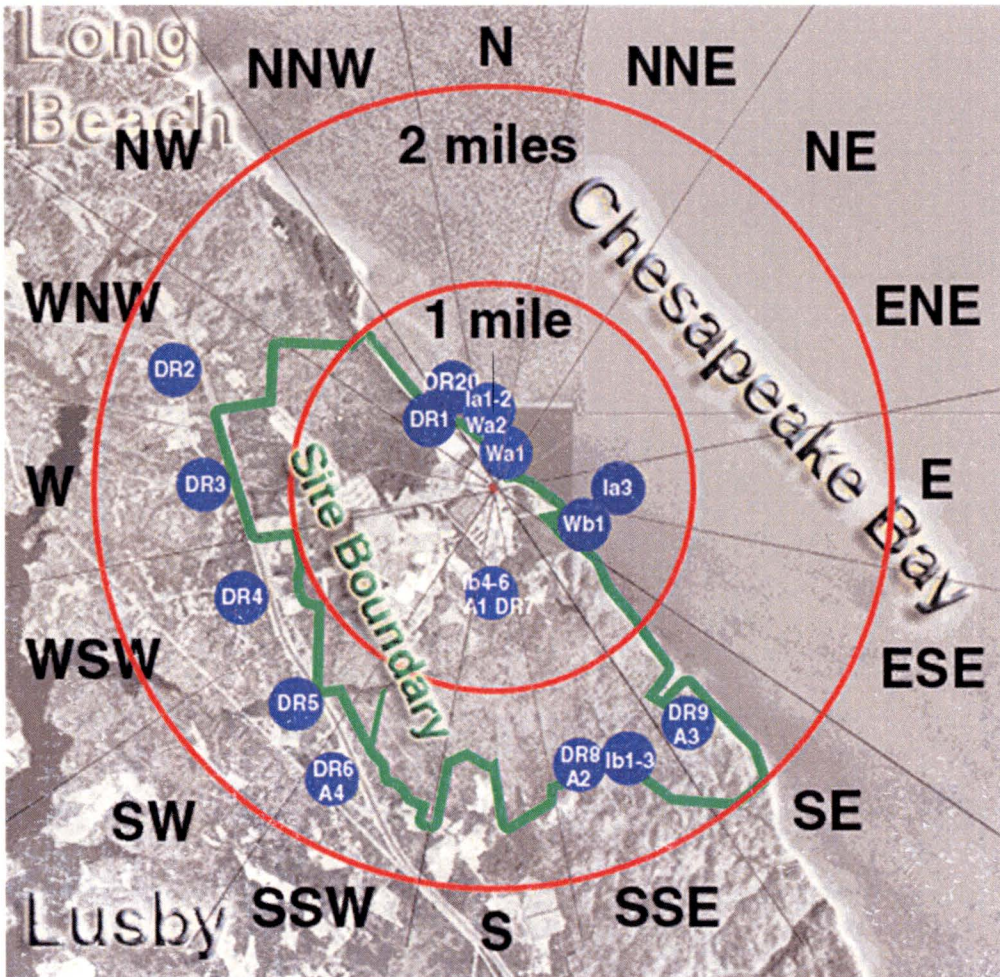 Long
Beach
NNW
N
NNE
NW
2 miles
NE
Chesapeake Bay
WNW
1 mile
ENE
DR2
DR20
Ia1-2
DR1
Wa2
Wa1
W
DR3
Site Boundary
Ia3
E
Wb1
DR4
Ib4-6
A1 DR7
WSW
ESE
DR5
DR9
A3
DR6
A4
DR8
A2
Ib1-3
SW
SE
Lusby
SSW
S
SSE